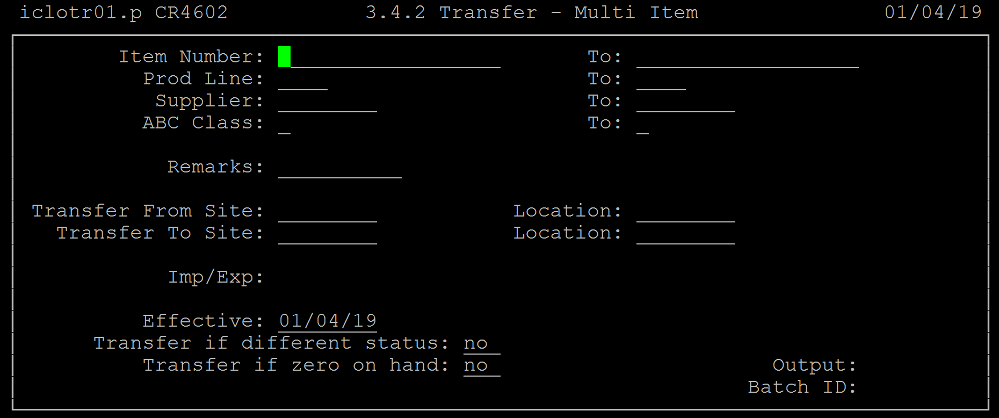 iclotr01.p CR4602 3.4.2 Transfer - Multi Item 01/04/19
Item Number: To:
Prod Line: To:
Supplier: To:
ABC Class: To:
Remarks:
Transfer From Site: Location:
Transfer To Site: Location:
Imp/Exp:
Effective: 01/04/19
Transfer if different status: no
Transfer if zero on hand: no Output:
Batch ID: